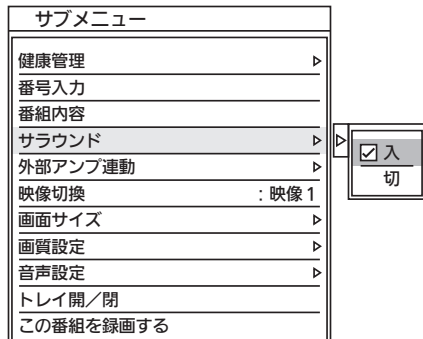 サブメニュー
健康管理
番号入力
番組内容
サラウンド
入
切
外部アンプ連動
映像切換 : 映像1
画面サイズ
画質設定
音声設定
トレイ開／閉
この番組を録画する